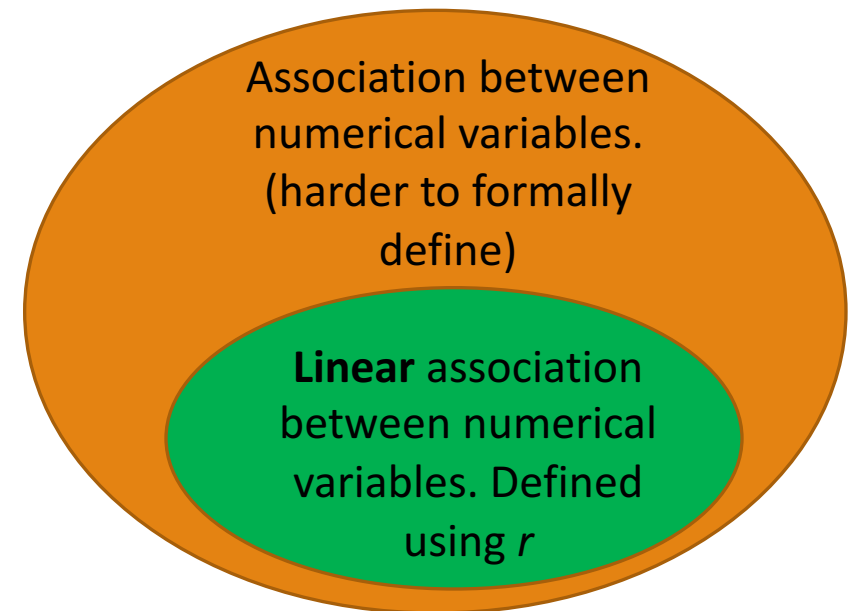 Association between
numerical variables.
(harder to formally
define)
Linear association
between numerical
variables. Defined
using r